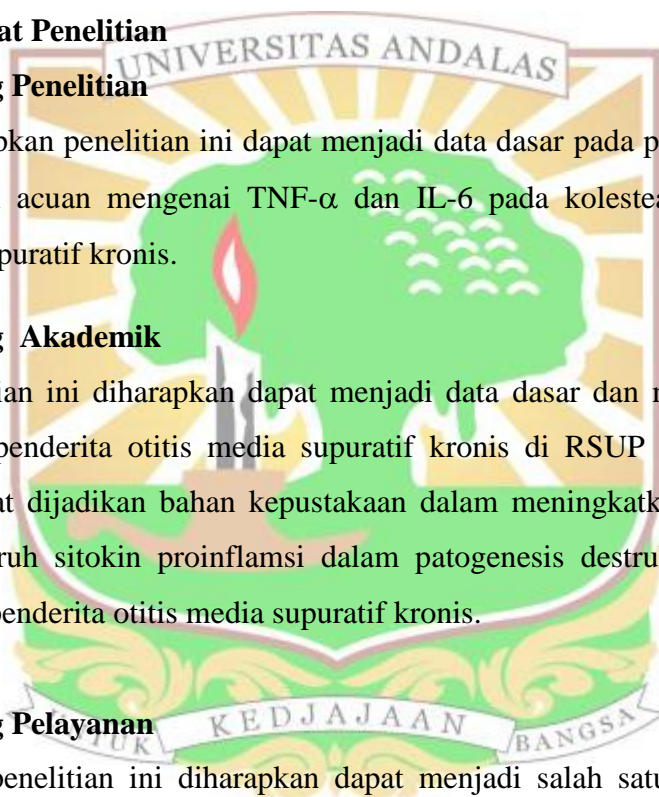 at Penelitian
UNIVERSITAS ANDALAS
g Penelitian
pkan penelitian ini dapat menjadi data dasar pada p
acuan mengenai TNF-α dan IL-6 pada kolestea
puratif kronis.
g Akademik
ian ini diharapkan dapat menjadi data dasar dan
penderita otitis media supuratif kronis di RSUP
at dijadikan bahan kepustakaan dalam meningkatk
ruh sitokin proinflamsi dalam patogenesis destru
penderita otitis media supuratif kronis.
g Pelayanan
TUK KEDJAJAAN BANGSA
penelitian ini diharapkan dapat menjadi salah satu